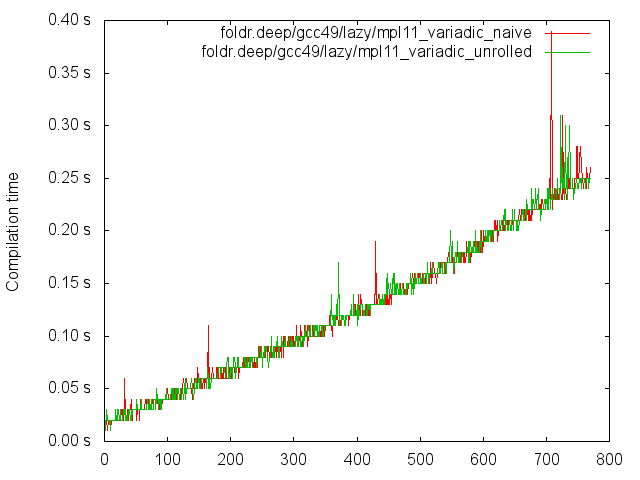 0.40 s
0.35 s
0.30 s
0.25 s
0.20 s
0.15 s
0.10 s
0.05 s
0.00 s
Compilation time
foldr.deep/gcc49/lazy/mpl11_variadic_naive
foldr.deep/gcc49/lazy/mpl11_variadic_unrolled
0 100 200 300 400 500 600 700 800